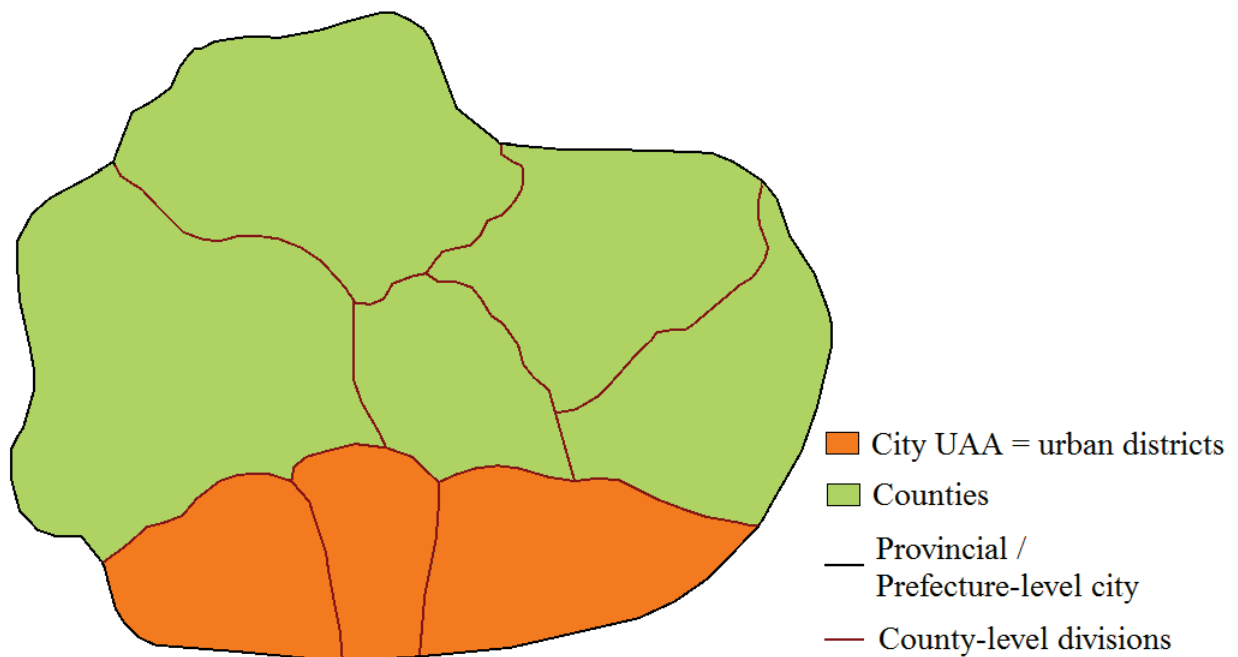 City UAA = urban districts
Counties
Provincial /
Prefecture-level city
County-level divisions